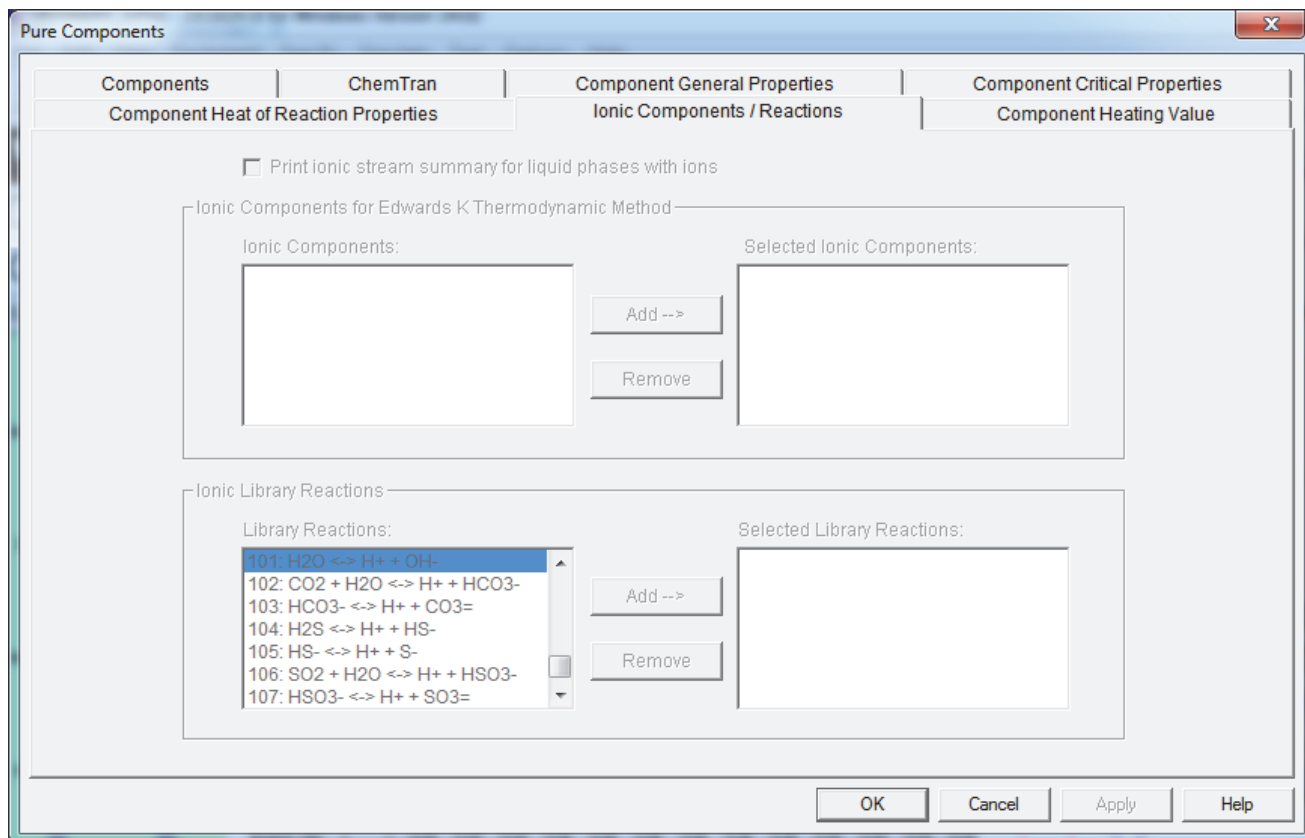 Pure Components
Components
ChemTran
Component General Properties
Component Critical Properties
Component Heat of Reaction Properties
Ionic Components / Reactions
Component Heating Value
Print ionic stream summary for liquid phases with ions
Ionic Components for Edwards K Thermodynamic Method
Ionic Components:
Selected Ionic Components:
Add -->
Remove
Ionic Library Reactions
Library Reactions:
Selected Library Reactions:
101: H2O <-> H+ + OH-
102: CO2 + H2O <-> H+ + HCO3-
103: HCO3- <-> H+ + CO3=
104: H2S <-> H+ + HS-
105: HS- <-> H+ + S-
106: SO2 + H2O <-> H+ + HSO3-
107: HSO3- <-> H+ + SO3=
Add -->
Remove
OK
Cancel
Apply
Help